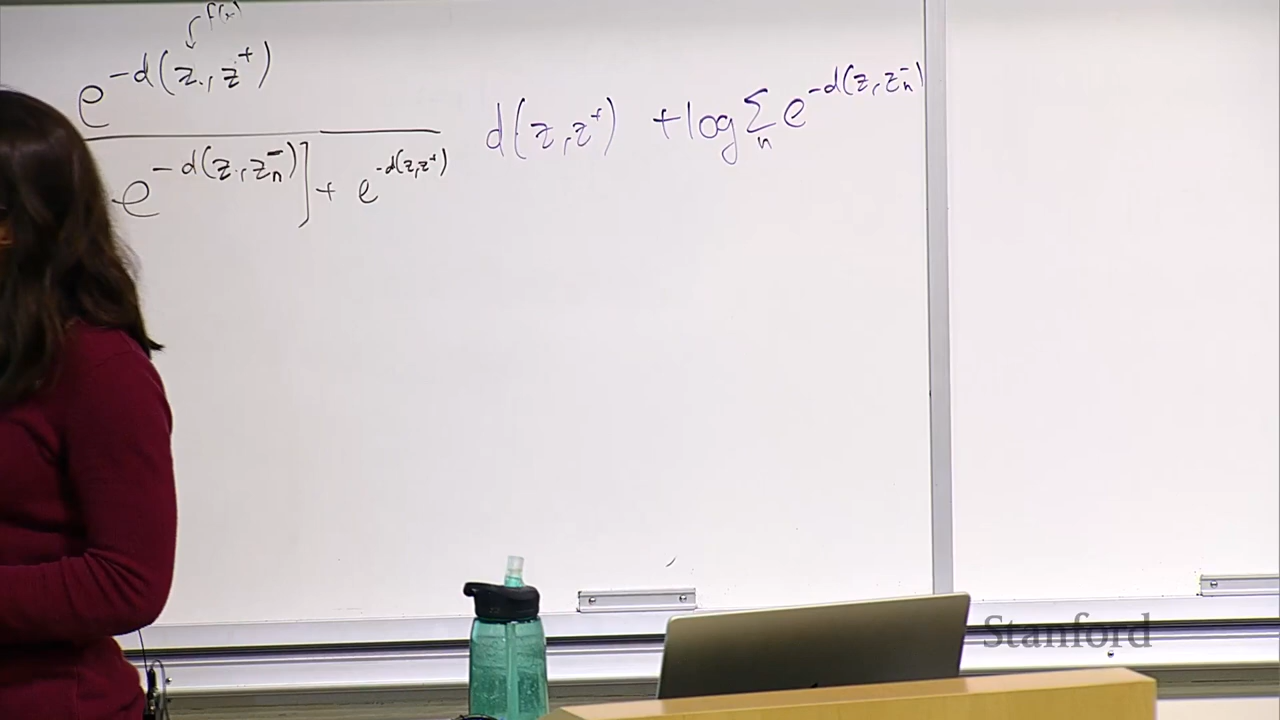 f(x)
e^{-d(z, z^+)}
e^{-d(z, z_n^-)}] + e^{-d(z, z^+)}
d(z, z^+) + log Σ_n e^{-d(z, z_n^-)}
Stanford